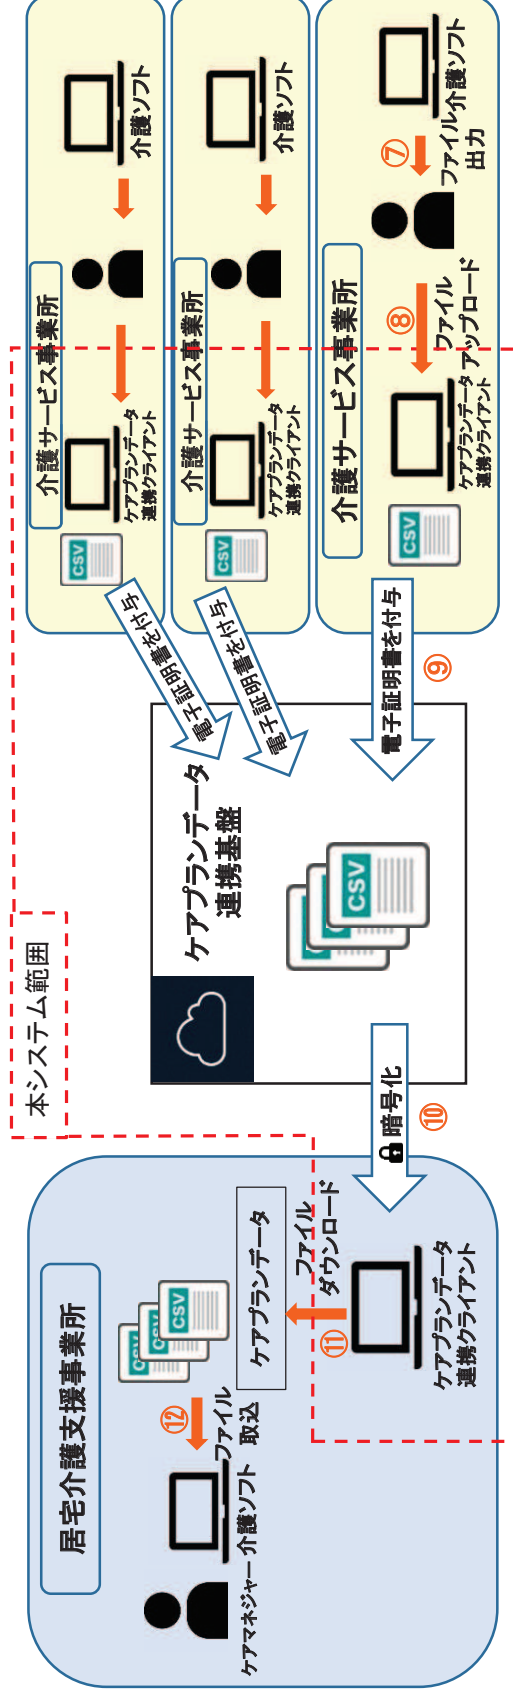 本システム範囲
居宅介護支援事業所
ケアマネジャー
介護ソフト
⑫
ファイル
取込
CSV
CSV
CSV
ケアプランデータ
⑪
ファイル
ダウンロード
ケアプランデータ
連携クライアント
⑩
暗号化
ケアプランデータ
連携基盤
CSV
CSV
CSV
電子証明書を付与
電子証明書を付与
電子証明書を付与
⑨
介護サービス事業所
CSV
ケアプランデータ
連携クライアント
介護ソフト
介護サービス事業所
CSV
ケアプランデータ
連携クライアント
介護ソフト
介護サービス事業所
CSV
ケアプランデータ
連携クライアント
⑧
ファイル
アップロード
⑦
ファイル
出力
介護ソフト